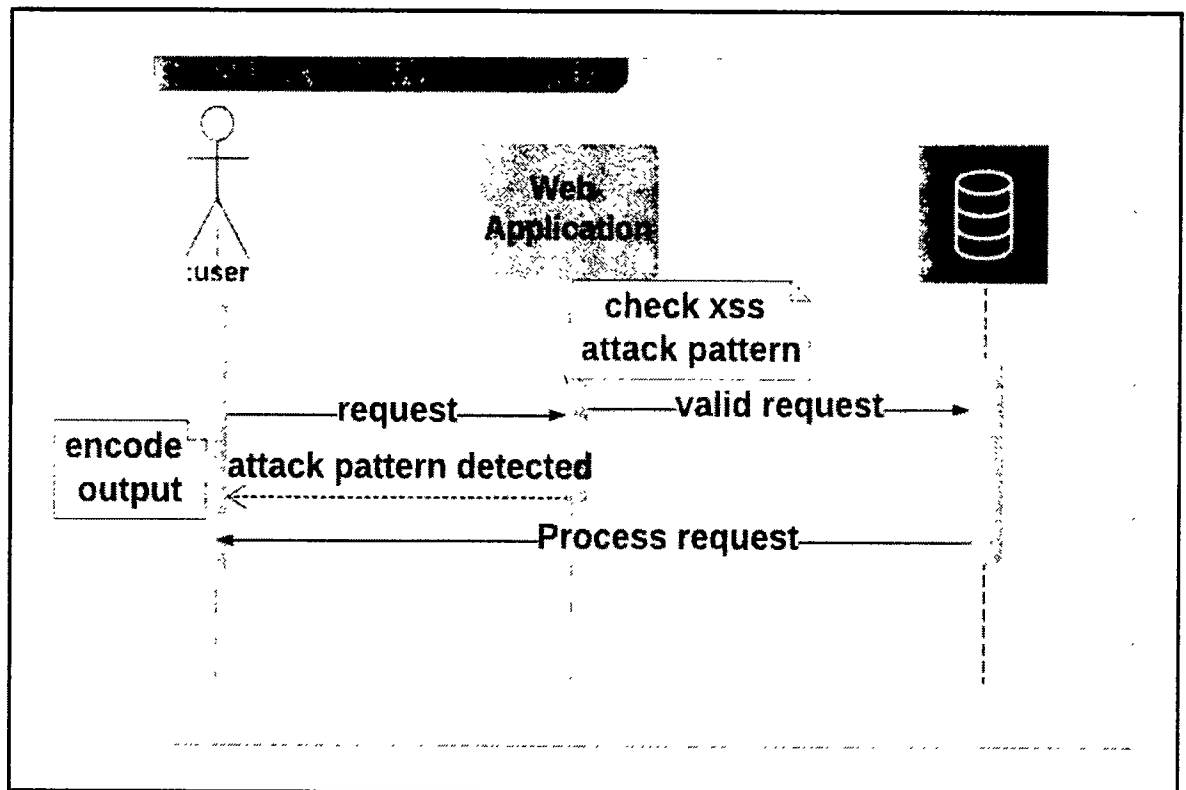 Web-
Application
:user
check xss
attack pattern
request
valid request
encode
output
attack pattern detected
Process request